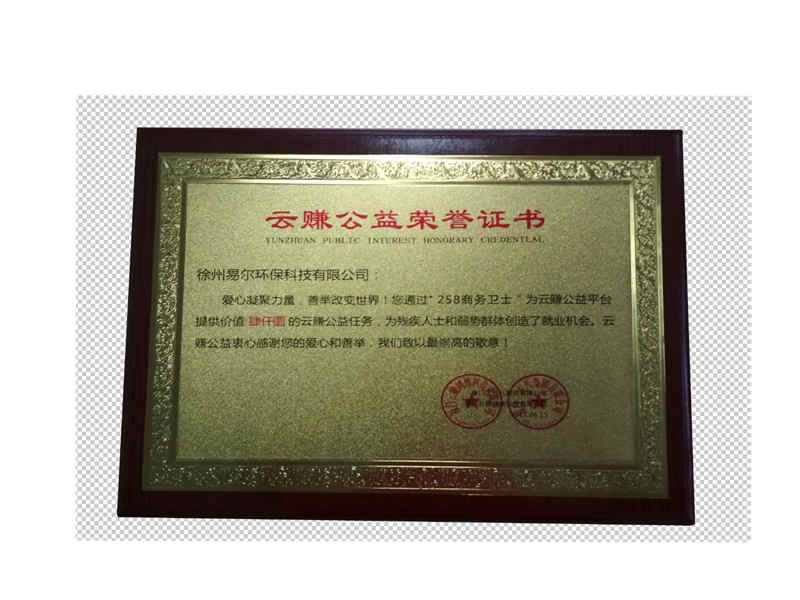 云赚公益荣誉证书
YUNZHUAN PUBLIC INTEREST HONORARY CREDENTLAL
徐州易尔环保科技有限公司：
爱心凝聚力量，善举改变世界！您通过“258商务卫士”为云赚公益平台
提供价值 肆仟圆 的云赚公益任务，为残疾人士和弱势群体创造了就业机会。云
赚公益衷心感谢您的爱心和善举，我们致以最崇高的敬意！